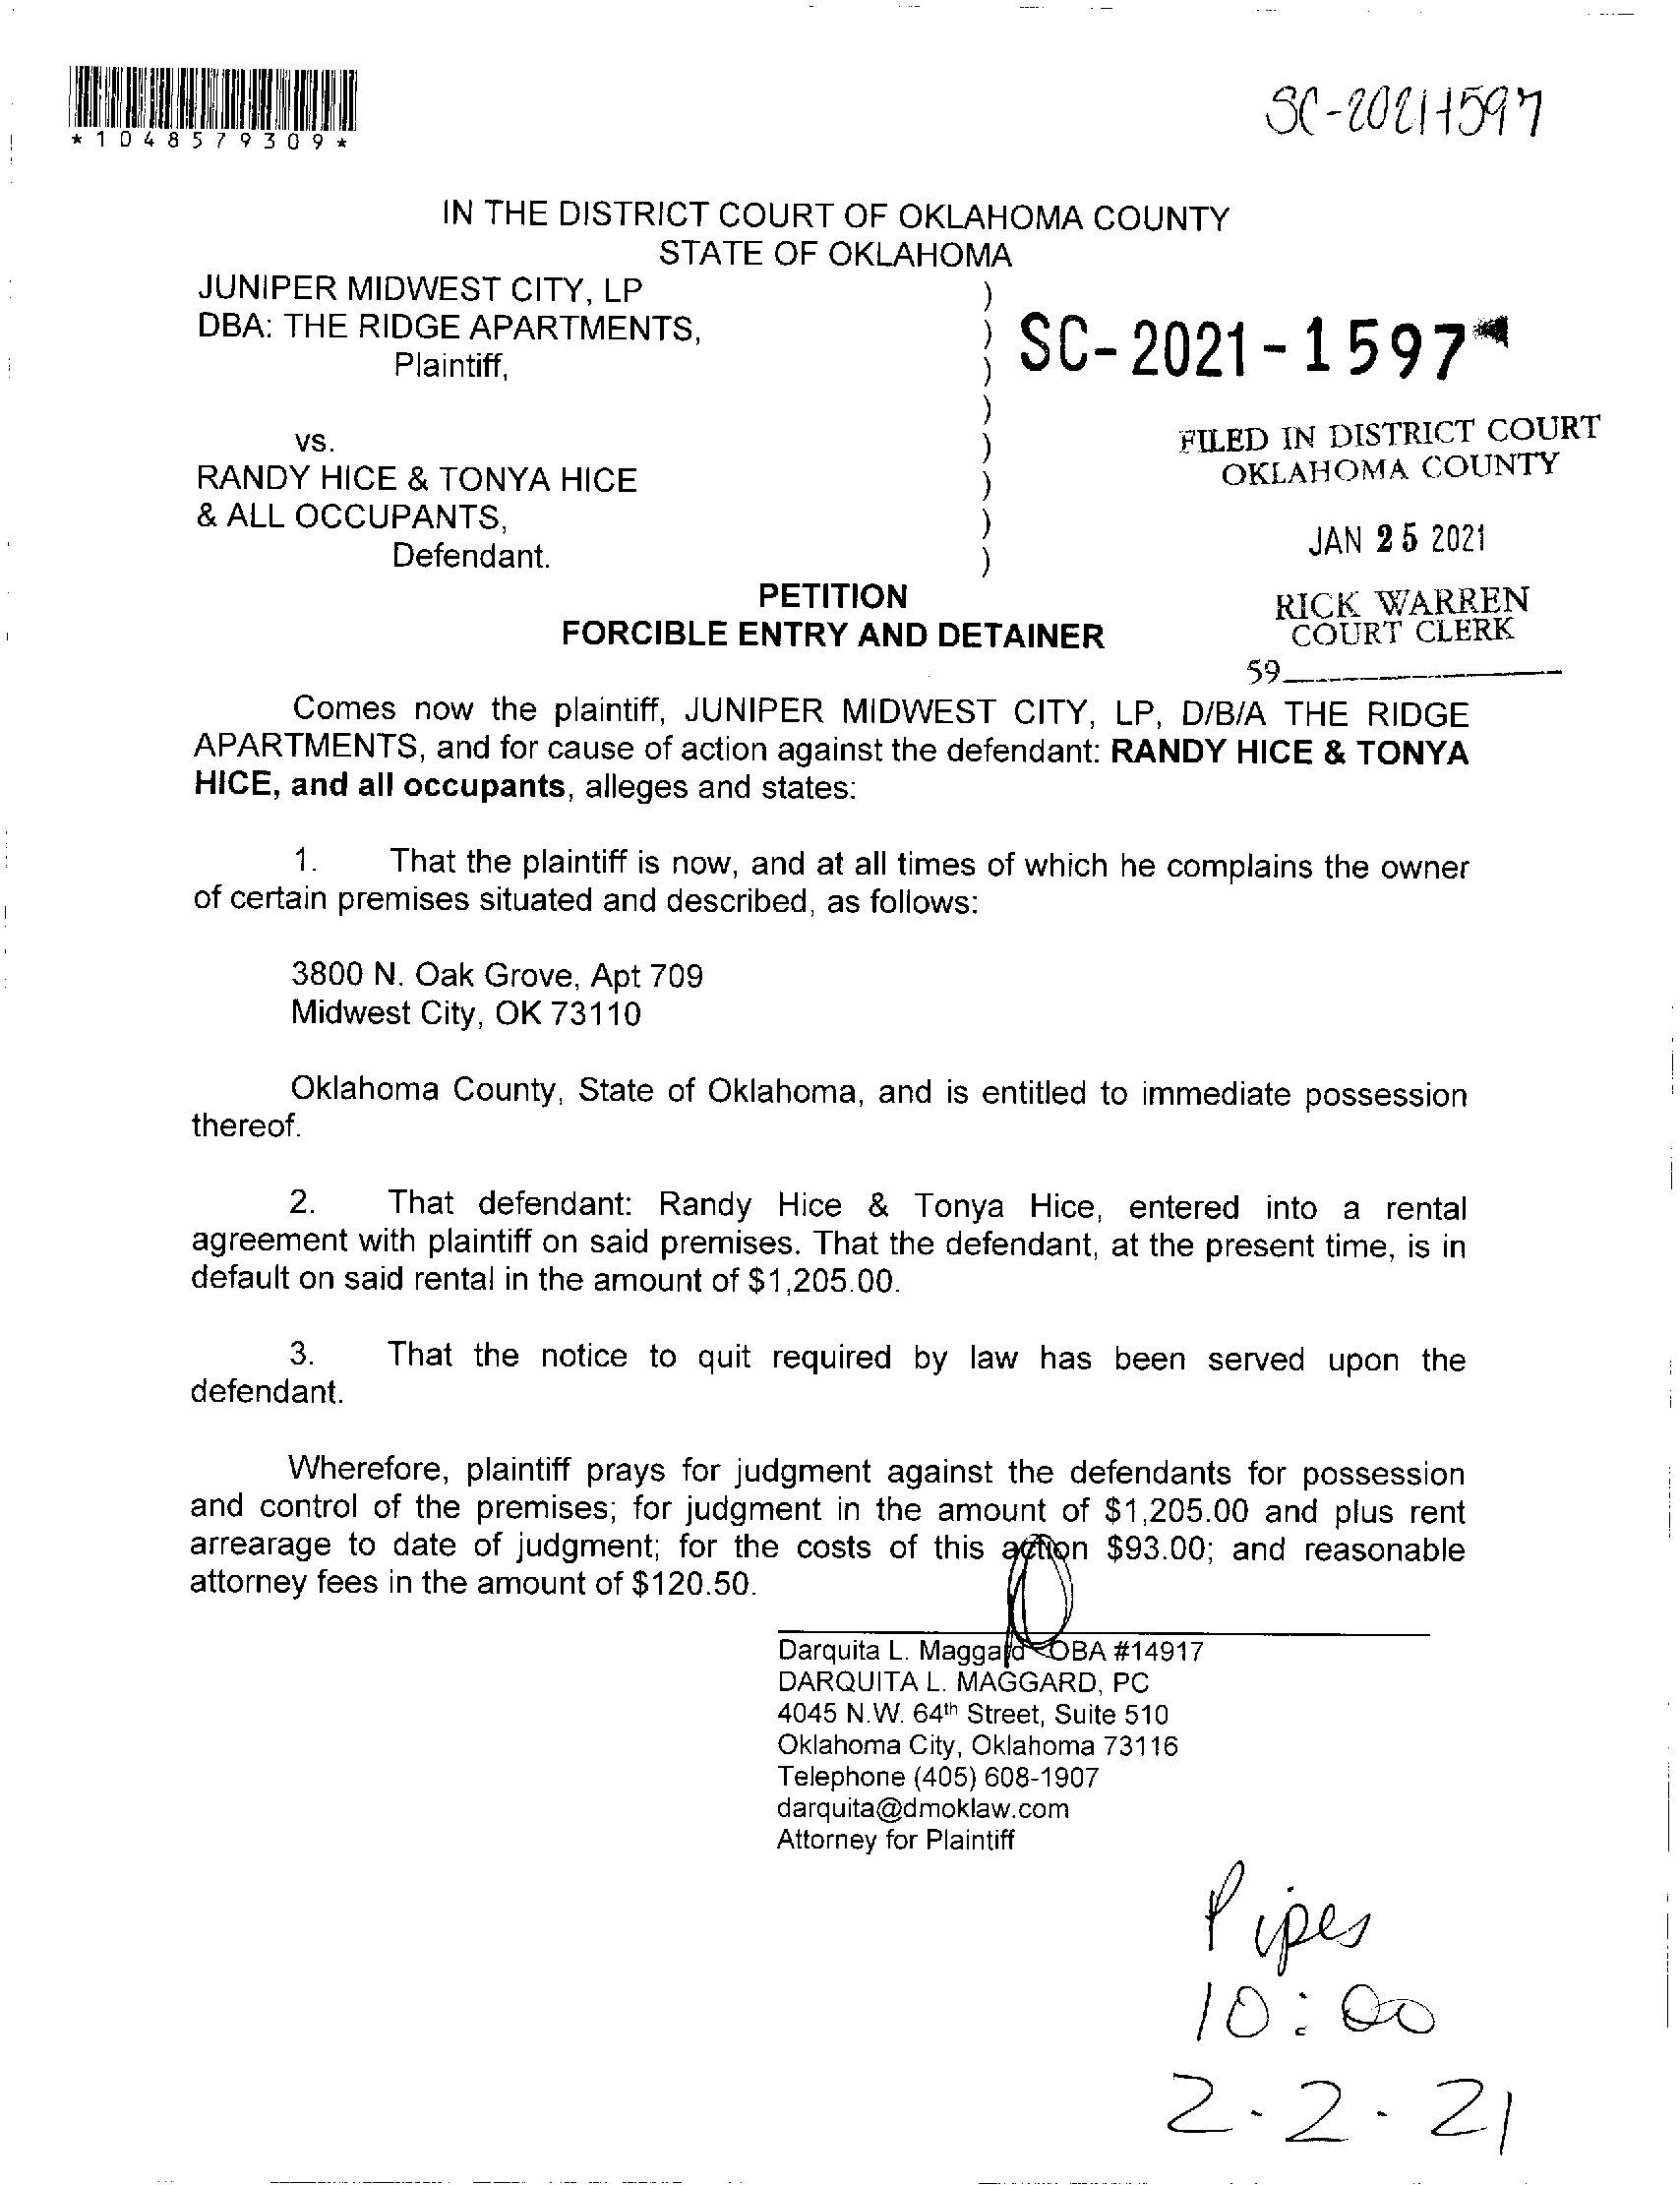 *1048579309*
SC-2021-1597
IN THE DISTRICT COURT OF OKLAHOMA COUNTY
STATE OF OKLAHOMA
JUNIPER MIDWEST CITY, LP )
DBA: THE RIDGE APARTMENTS, )
Plaintiff, )
)
SC-2021-1597
vs. )
RANDY HICE & TONYA HICE )
& ALL OCCUPANTS, )
Defendant. )
FILED IN DISTRICT COURT
OKLAHOMA COUNTY
JAN 25 2021
RICK WARREN
COURT CLERK
59
PETITION
FORCIBLE ENTRY AND DETAINER
Comes now the plaintiff, JUNIPER MIDWEST CITY, LP, D/B/A THE RIDGE
APARTMENTS, and for cause of action against the defendant: RANDY HICE & TONYA
HICE, and all occupants, alleges and states:
1. That the plaintiff is now, and at all times of which he complains the owner
of certain premises situated and described, as follows:
3800 N. Oak Grove, Apt 709
Midwest City, OK 73110
Oklahoma County, State of Oklahoma, and is entitled to immediate possession
thereof.
2. That defendant: Randy Hice & Tonya Hice, entered into a rental
agreement with plaintiff on said premises. That the defendant, at the present time, is in
default on said rental in the amount of $1,205.00.
3. That the notice to quit required by law has been served upon the
defendant.
Wherefore, plaintiff prays for judgment against the defendants for possession
and control of the premises; for judgment in the amount of $1,205.00 and plus rent
arrearage to date of judgment; for the costs of this action $93.00; and reasonable
attorney fees in the amount of $120.50.
Darquita L. Maggard OBA #14917
DARQUITA L. MAGGARD, PC
4045 N.W. 64th Street, Suite 510
Oklahoma City, Oklahoma 73116
Telephone (405) 608-1907
darquita@dmoklaw.com
Attorney for Plaintiff
Pipes
10:00
2-2-21